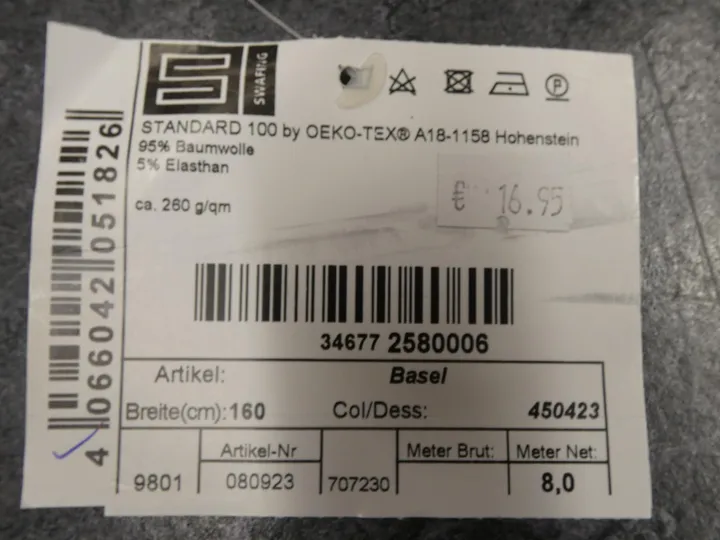 SWAFING
STANDARD 100 by OEKO-TEX® A18-1158 Hohenstein
95% Baumwolle
5% Elasthan
ca. 260 g/qm
€ 16.95
34677 2580006
Artikel: Basel
Breite(cm): 160 Col/Dess: 450423
Artikel-Nr Meter Brut: Meter Net:
9801 080923 707230 8,0
4 066042 051826
P